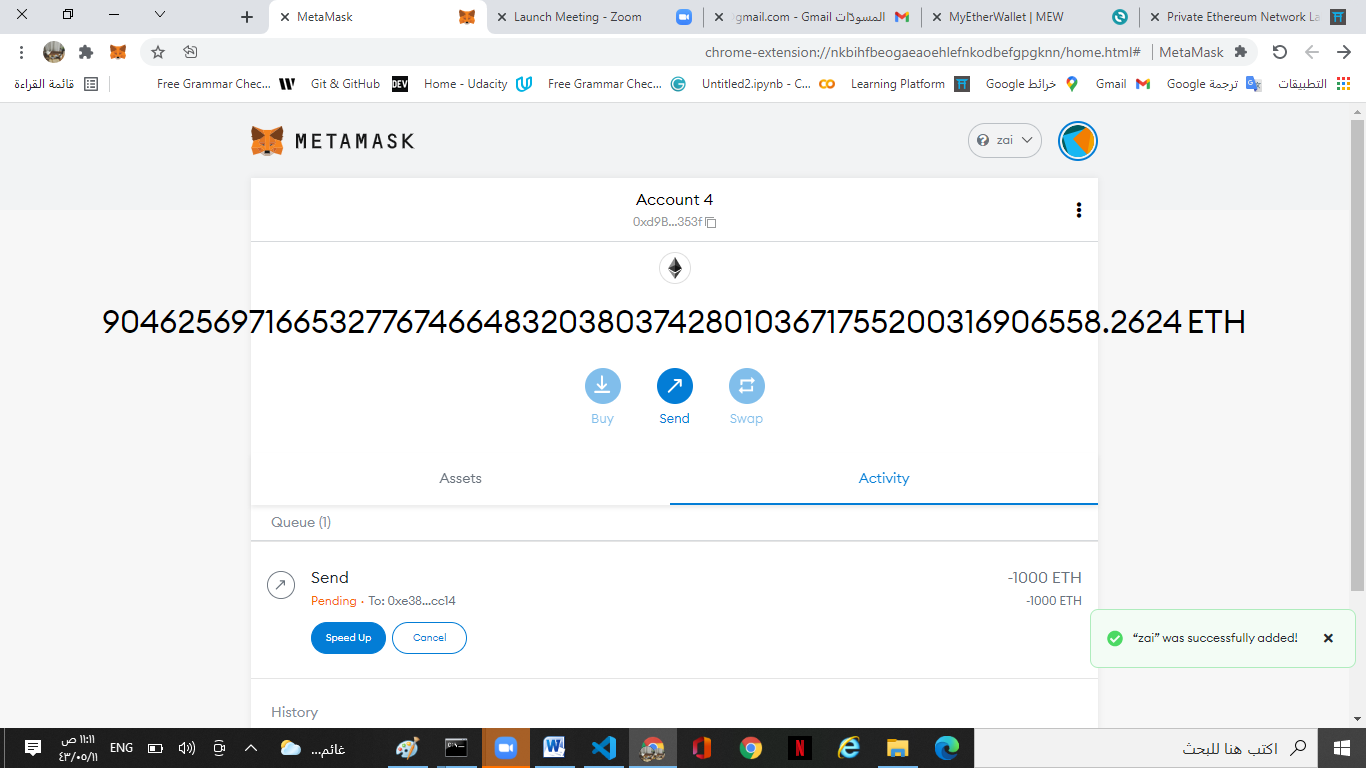 MetaMask
Launch Meeting - Zoom
المسودّات - Gmail - gmail.com
MyEtherWallet | MEW
Private Ethereum Network La
chrome-extension://nkbihfbeogaeaoehlefnkodbefgpgknn/home.html#
MetaMask
قائمة القراءة
Free Grammar Chec...
Git & GitHub
DEV
Home - Udacity
Free Grammar Chec...
Untitled2.ipynb - C...
Learning Platform
خرائط Google
Gmail
ترجمة Google
التطبيقات
METAMASK
zai
Account 4
0xd9B...353f
904625697166532776746648320380374280103671755200316906558.2624 ETH
Buy
Send
Swap
Assets
Activity
Queue (1)
Send
-1000 ETH
Pending · To: 0xe38...cc14
-1000 ETH
Speed Up
Cancel
“zai” was successfully added!
History
١١:١١ ص
٤٣/٠٥/١١
ENG
غائم...
اكتب هنا للبحث